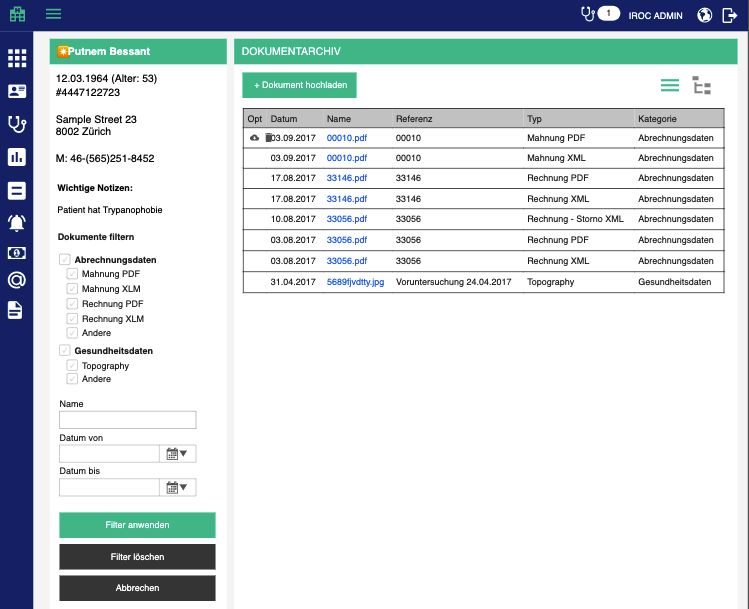 1 IROC ADMIN
Putnem Bessant
12.03.1964 (Alter: 53)
#4447122723
Sample Street 23
8002 Zürich
M: 46-(565)251-8452
Wichtige Notizen:
Patient hat Trypanophobie
Dokumente filtern
Abrechnungsdaten
Mahnung PDF
Mahnung XLM
Rechnung PDF
Rechnung XLM
Andere
Gesundheitsdaten
Topography
Andere
Name
Datum von
Datum bis
Filter anwenden
Filter löschen
Abbrechen
DOKUMENTARCHIV
+ Dokument hochladen
Opt Datum Name Referenz Typ Kategorie
03.09.2017 00010.pdf 00010 Mahnung PDF Abrechnungsdaten
03.09.2017 00010.pdf 00010 Mahnung XML Abrechnungsdaten
17.08.2017 33146.pdf 33146 Rechnung PDF Abrechnungsdaten
17.08.2017 33146.pdf 33146 Rechnung XML Abrechnungsdaten
10.08.2017 33056.pdf 33056 Rechnung - Storno XML Abrechnungsdaten
03.08.2017 33056.pdf 33056 Rechnung PDF Abrechnungsdaten
03.08.2017 33056.pdf 33056 Rechnung XML Abrechnungsdaten
31.04.2017 5689fjvdtty.jpg Voruntersuchung 24.04.2017 Topography Gesundheitsdaten